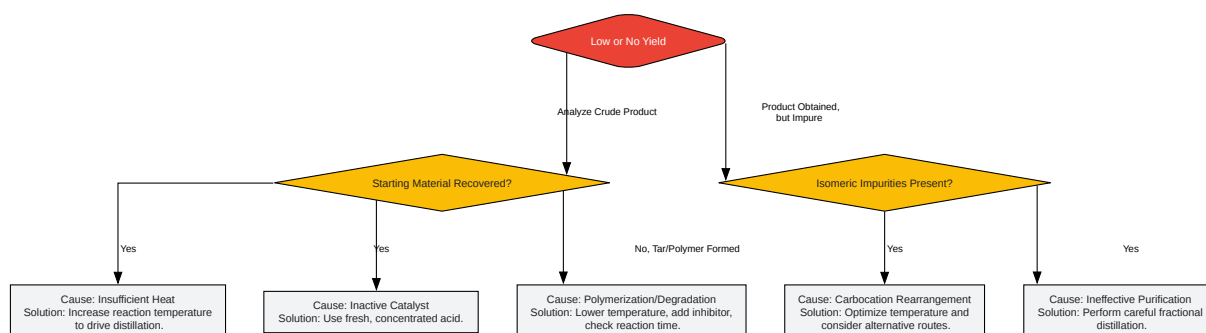 Low or No Yield
Analyze Crude Product
Product Obtained,
but Impure
Starting Material Recovered?
Isomeric Impurities Present?
Yes
Yes
No, Tar/Polymer Formed
Yes
Yes
Cause: Insufficient Heat
Solution: Increase reaction temperature
to drive distillation.
Cause: Inactive Catalyst
Solution: Use fresh, concentrated acid.
Cause: Polymerization/Degradation
Solution: Lower temperature, add inhibitor,
check reaction time.
Cause: Carbocation Rearrangement
Solution: Optimize temperature and
consider alternative routes.
Cause: Ineffective Purification
Solution: Perform careful fractional
distillation.